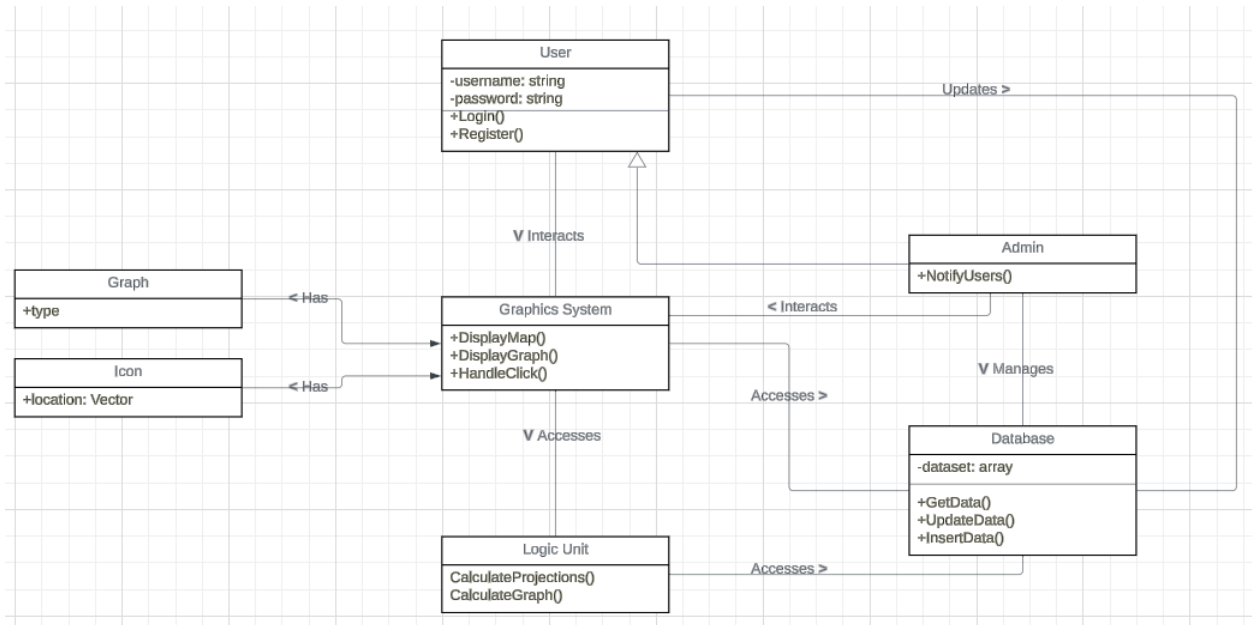 User
-username: string
-password: string
+Login()
+Register()
Updates >
V Interacts
Admin
+NotifyUsers()
Graph
+type
< Has
Graphics System
+DisplayMap()
+DisplayGraph()
+HandleClick()
< Interacts
Icon
+location: Vector
< Has
V Manages
Accesses >
V Accesses
Database
-dataset: array
+GetData()
+UpdateData()
+InsertData()
Logic Unit
CalculateProjections()
CalculateGraph()
Accesses >